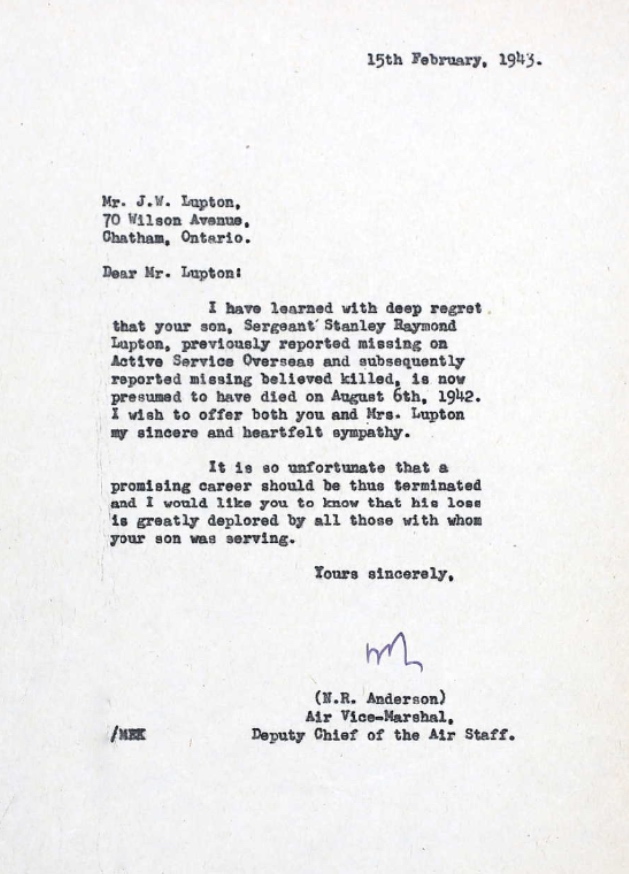 15th February, 1943.
Mr. J.W. Lupton,
70 Wilson Avenue,
Chatham, Ontario.
Dear Mr. Lupton:
I have learned with deep regret
that your son, Sergeant Stanley Raymond
Lupton, previously reported missing on
Active Service Overseas and subsequently
reported missing believed killed, is now
presumed to have died on August 6th, 1942.
I wish to offer both you and Mrs. Lupton
my sincere and heartfelt sympathy.
It is so unfortunate that a
promising career should be thus terminated
and I would like you to know that his loss
is greatly deplored by all those with whom
your son was serving.
Yours sincerely,
(N.R. Anderson)
Air Vice-Marshal,
/MEK
Deputy Chief of the Air Staff.